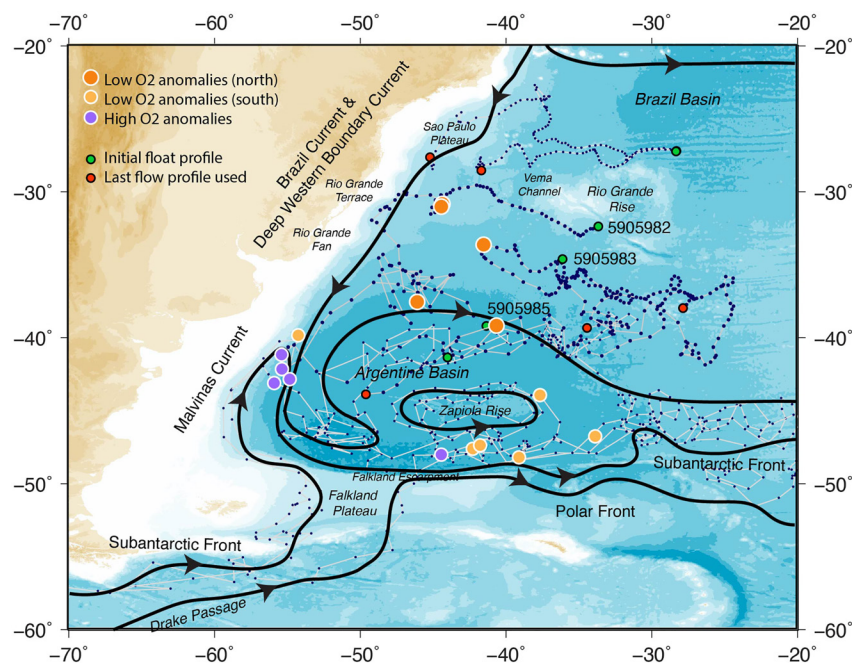 −70° −60° −50° −40° −30° −20°
−20° −20°
Low O2 anomalies (north)
Low O2 anomalies (south)
High O2 anomalies
Initial float profile
Last flow profile used
Brazil Current &
Deep Western Boundary Current
Sao Paulo
Plateau
Brazil Basin
Rio Grande
Terrace
Vema
Channel
Rio Grande
Rise
−30° −30°
Rio Grande
Fan
5905982
5905983
5905985
−40° −40°
Malvinas Current
Argentine Basin
Zapiola Rise
Subantarctic Front
Falkland Escarpment
−50° −50°
Falkland
Plateau
Polar Front
Subantarctic Front
Drake Passage
−60° −60°
−70° −60° −50° −40° −30° −20°